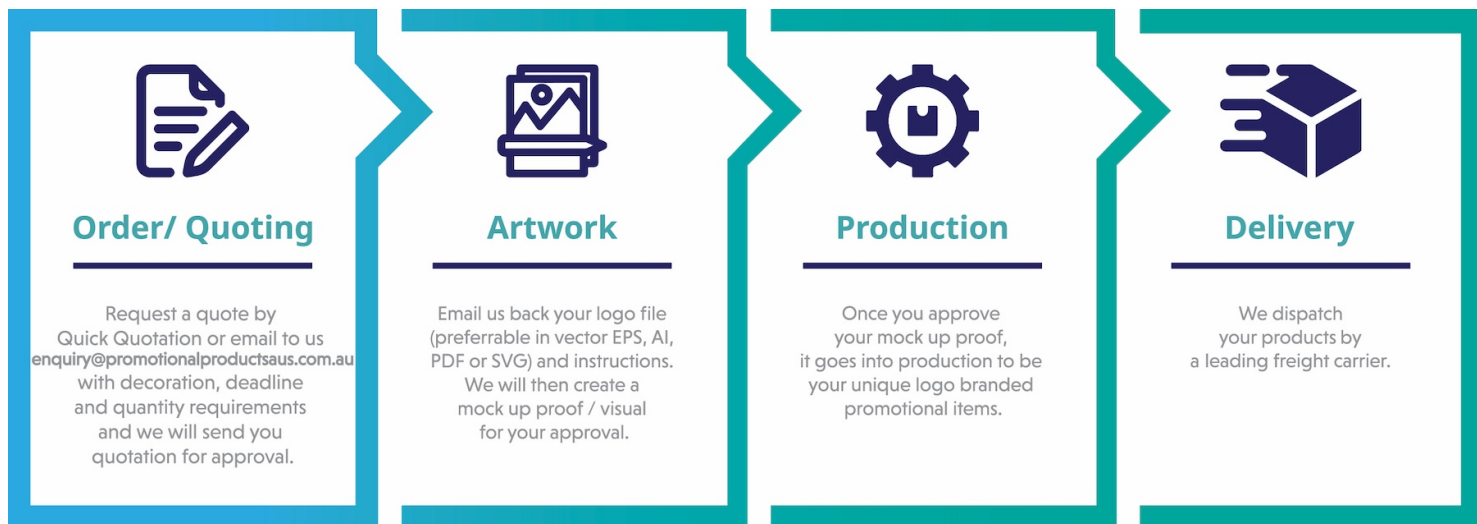 Order/ Quoting
Request a quote by
Quick Quotation or email to us
enquiry@promotionalproductsaus.com.au
with decoration, deadline
and quantity requirements
and we will send you
quotation for approval.
Artwork
Email us back your logo file
(preferrable in vector EPS, AI,
PDF or SVG) and instructions.
We will then create a
mock up proof / visual
for your approval.
Production
Once you approve
your mock up proof,
it goes into production to be
your unique logo branded
promotional items.
Delivery
We dispatch
your products by
a leading freight carrier.